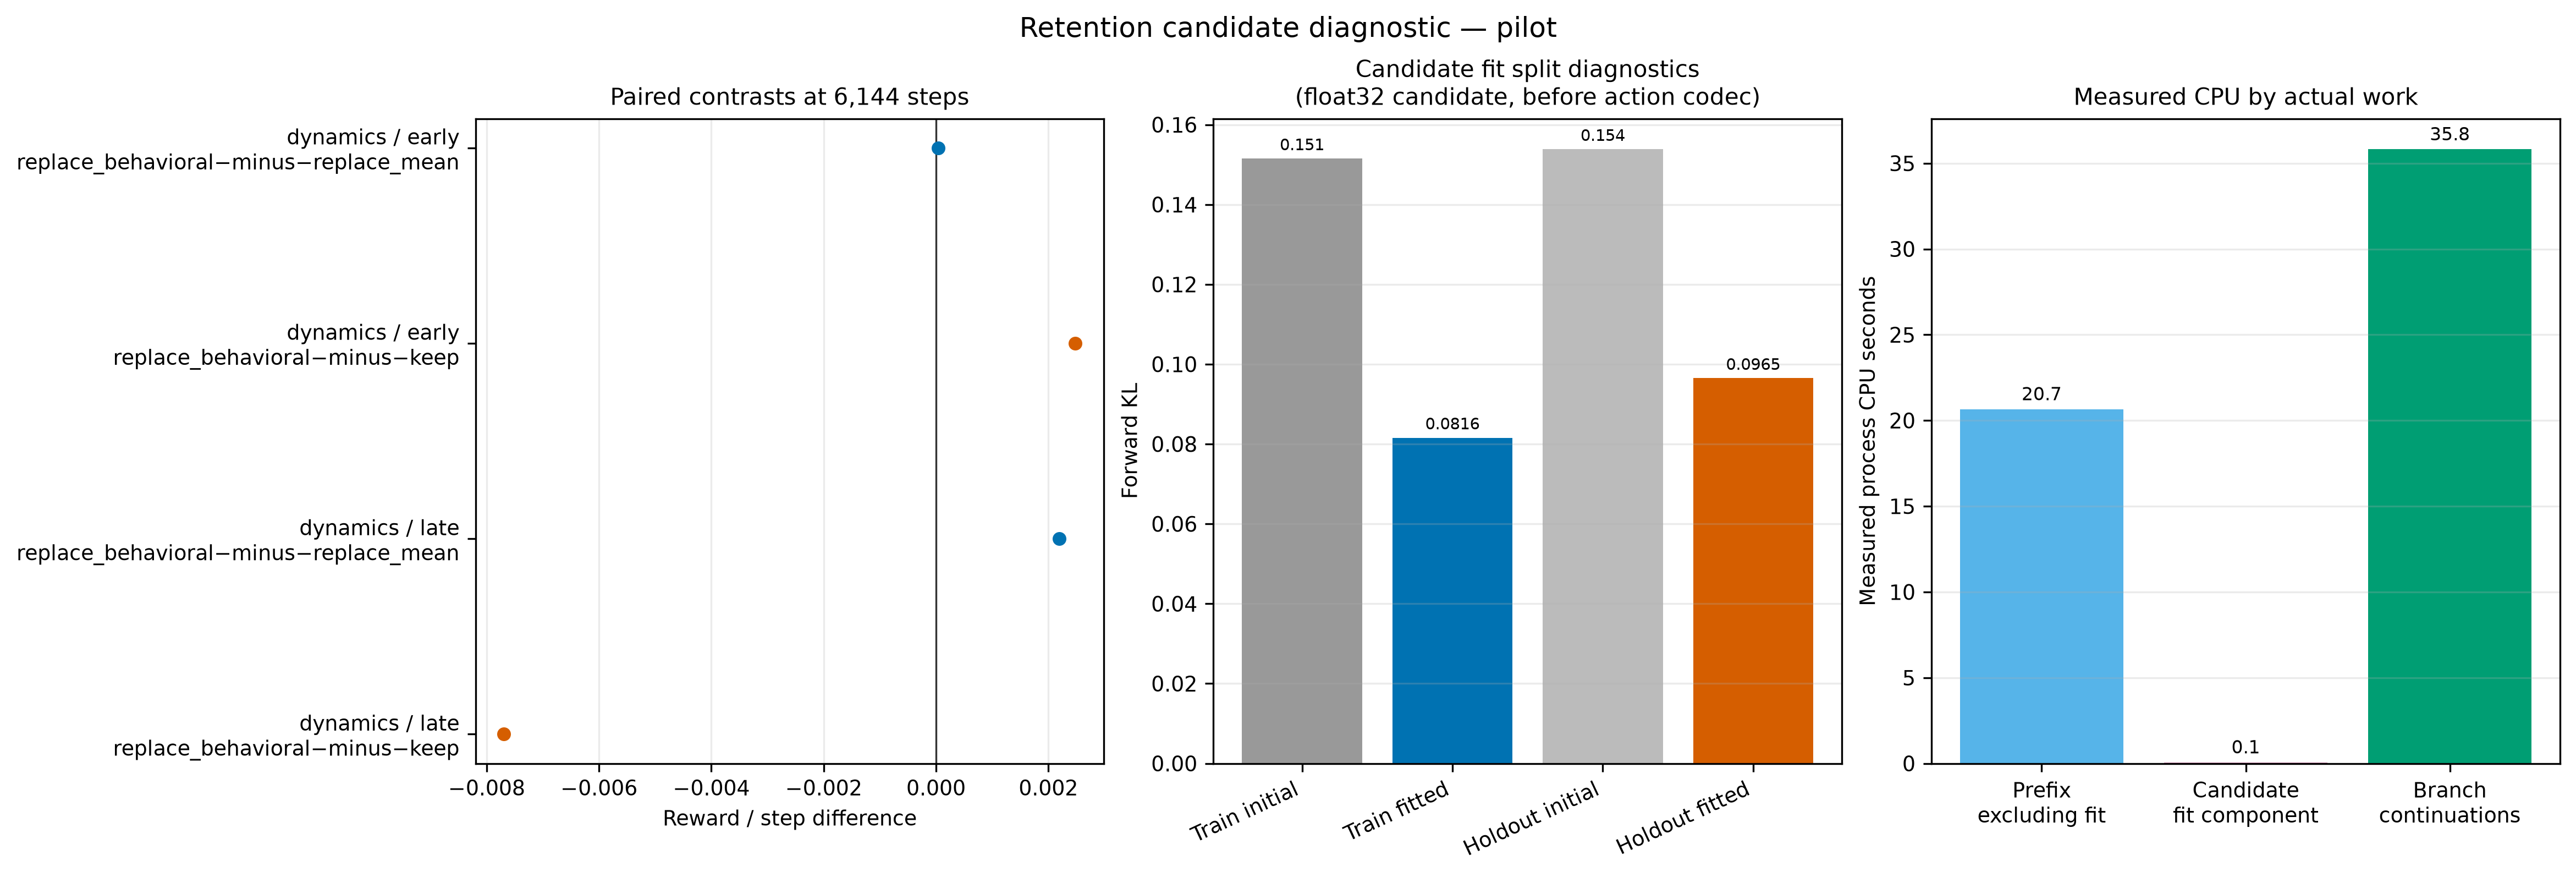 Retention candidate diagnostic — pilot
Paired contrasts at 6,144 steps
dynamics / early
replace_behavioral−minus−replace_mean
dynamics / early
replace_behavioral−minus−keep
dynamics / late
replace_behavioral−minus−replace_mean
dynamics / late
replace_behavioral−minus−keep
−0.008
−0.006
−0.004
−0.002
0.000
0.002
Reward / step difference
Candidate fit split diagnostics
(float32 candidate, before action codec)
Forward KL
0.16
0.14
0.12
0.10
0.08
0.06
0.04
0.02
0.00
0.151
0.0816
0.154
0.0965
Train initial
Train fitted
Holdout initial
Holdout fitted
Measured CPU by actual work
Measured process CPU seconds
35
30
25
20
15
10
5
0
20.7
0.1
35.8
Prefix
excluding fit
Candidate
fit component
Branch
continuations